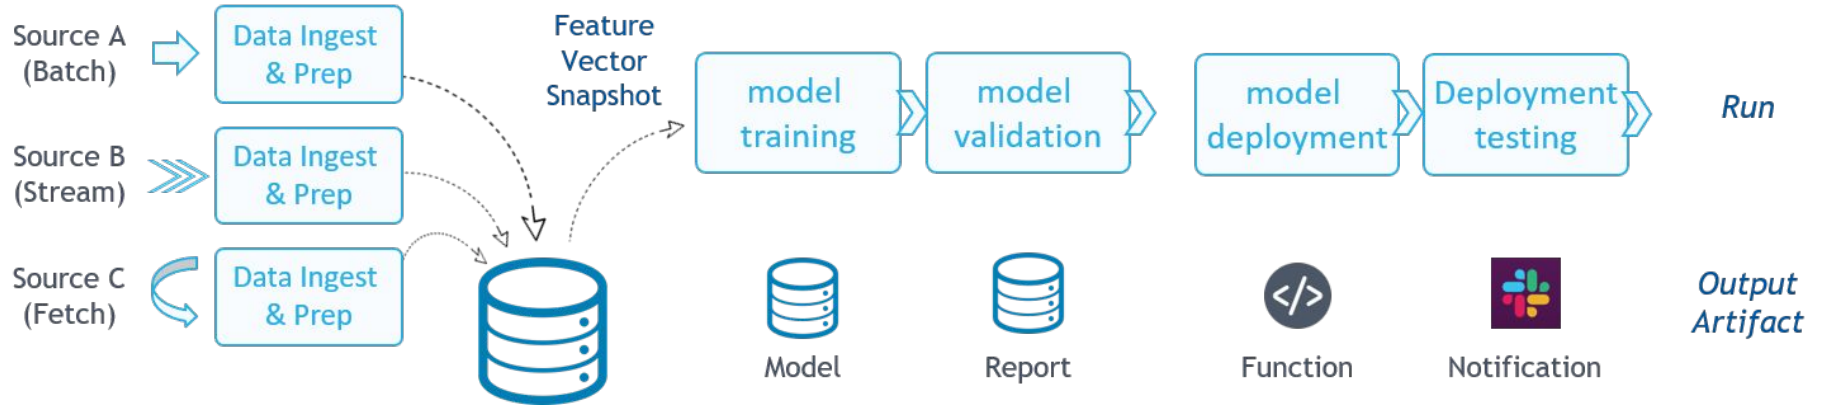 Source A
(Batch)
Data Ingest
& Prep
Source B
(Stream)
Data Ingest
& Prep
Source C
(Fetch)
Data Ingest
& Prep
Feature
Vector
Snapshot
model
training
model
validation
model
deployment
Deployment
testing
Run
Model
Report
</>
Function
Notification
Output
Artifact